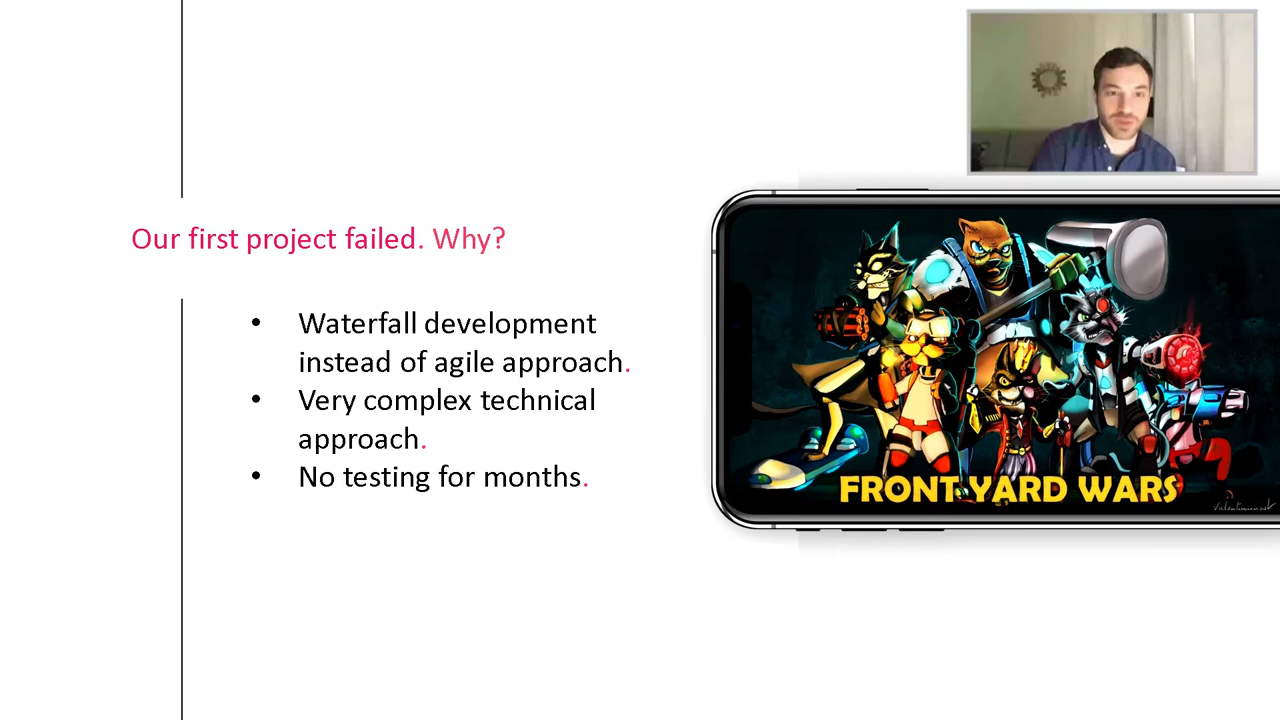 Our first project failed. Why?
• Waterfall development
instead of agile approach.
• Very complex technical
approach.
• No testing for months.
FRONT YARD WARS